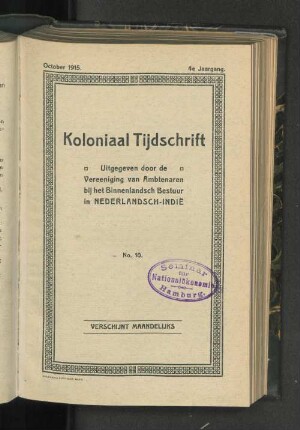 October 1915.
4e Jaargang.
Koloniaal Tijdschrift
Uitgegeven door de
Vereeniging van Ambtenaren
bij het Binnenlandsch Bestuur
in NEDERLANDSCH-INDIË
No. 10.
Seminar
für
Nationalökonomie
Hamburg.
VERSCHIJNT MAANDELIJKS